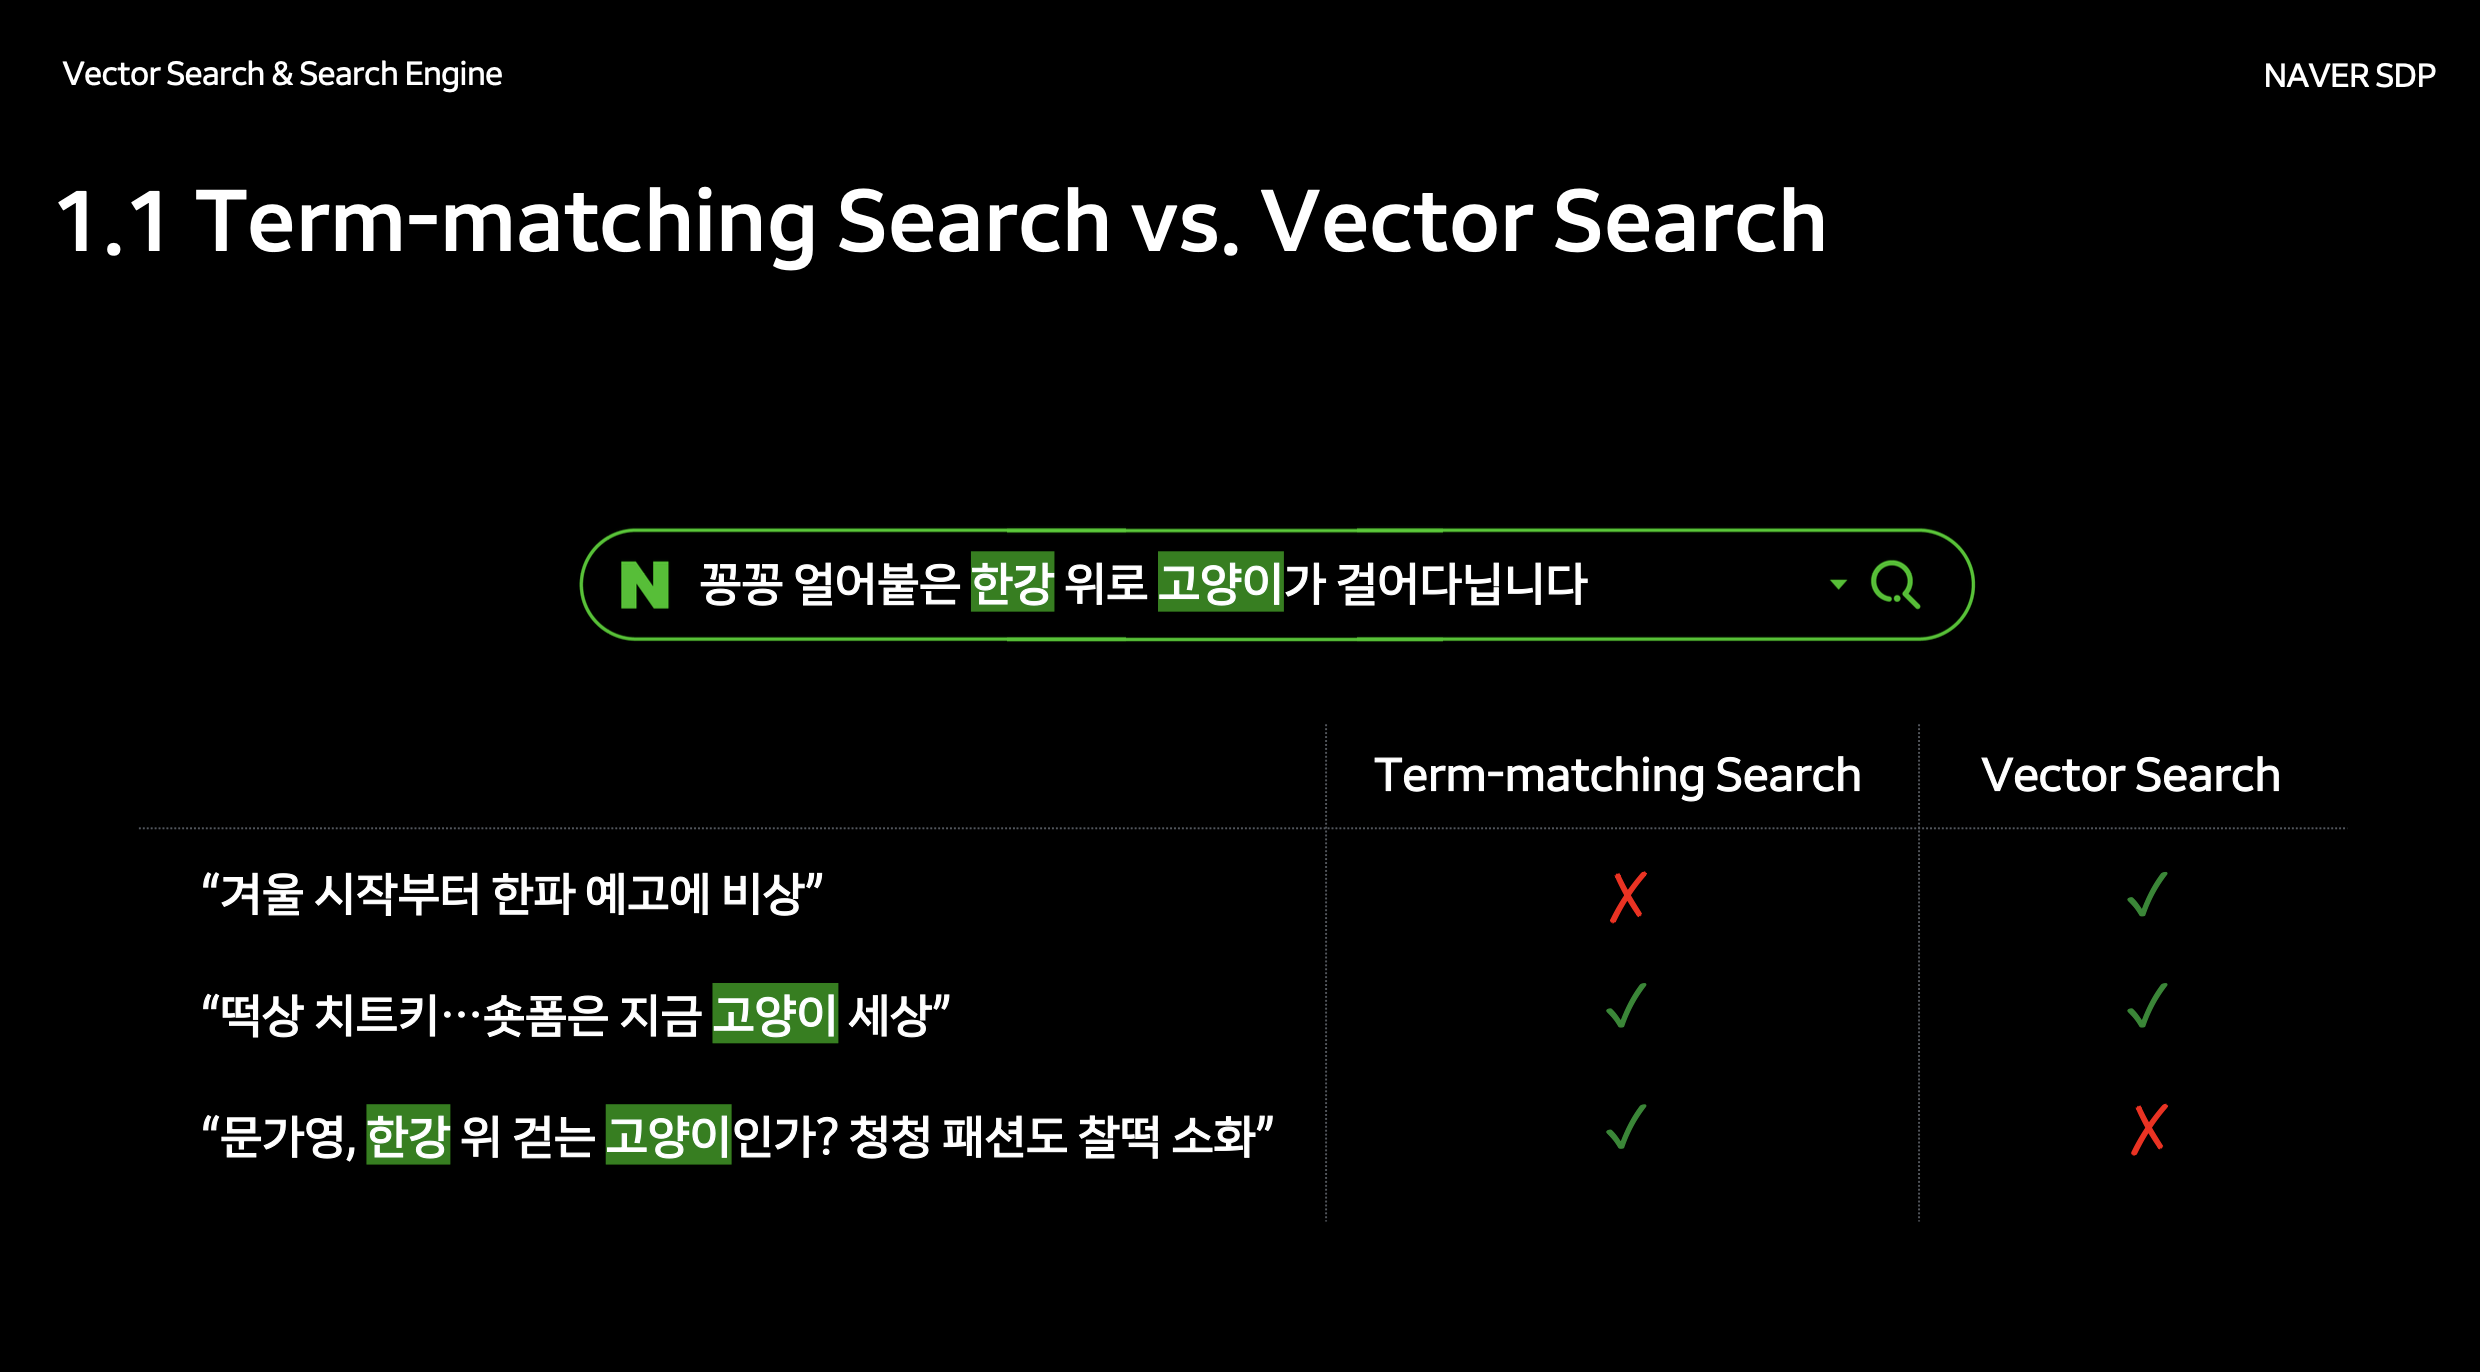 Vector Search & Search Engine
NAVER SDP
1.1 Term-matching Search vs. Vector Search
N 꽁꽁 얼어붙은 한강 위로 고양이가 걸어다닙니다
Term-matching Search Vector Search
“겨울 시작부터 한파 예고에 비상” ✗ ✓
“떡상 치트키…숏폼은 지금 고양이 세상” ✓ ✓
“문가영, 한강 위 걷는 고양이인가? 청청 패션도 찰떡 소화” ✓ ✗